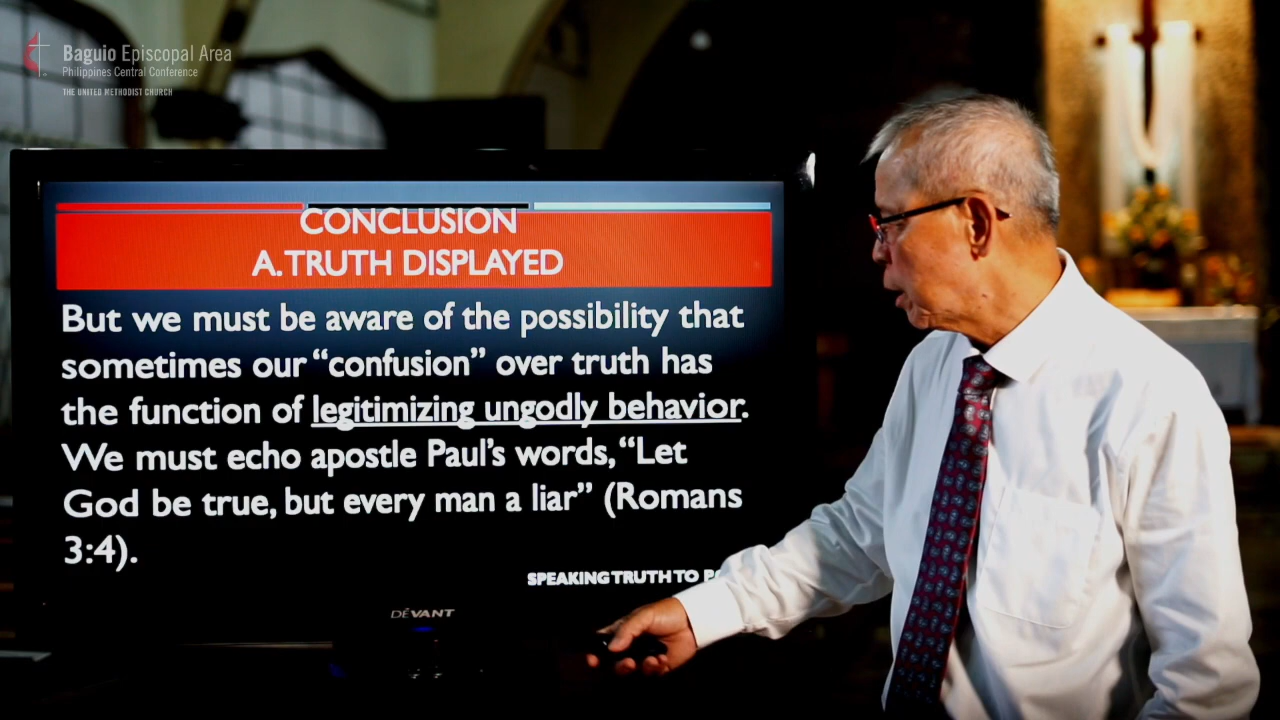 Baguio Episcopal Area
Philippines Central Conference
THE UNITED METHODIST CHURCH
CONCLUSION
A. TRUTH DISPLAYED
But we must be aware of the possibility that
sometimes our “confusion” over truth has
the function of legitimizing ungodly behavior.
We must echo apostle Paul’s words, “Let
God be true, but every man a liar” (Romans
3:4).
SPEAKING TRUTH TO
DĒVANT